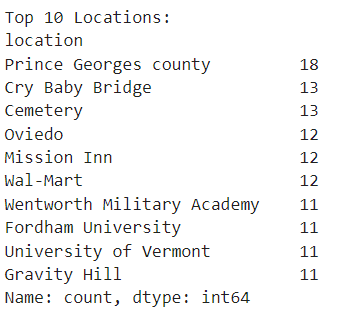 Top 10 Locations:
location
Prince Georges county 18
Cry Baby Bridge 13
Cemetery 13
Oviedo 12
Mission Inn 12
Wal-Mart 12
Wentworth Military Academy 11
Fordham University 11
University of Vermont 11
Gravity Hill 11
Name: count, dtype: int64